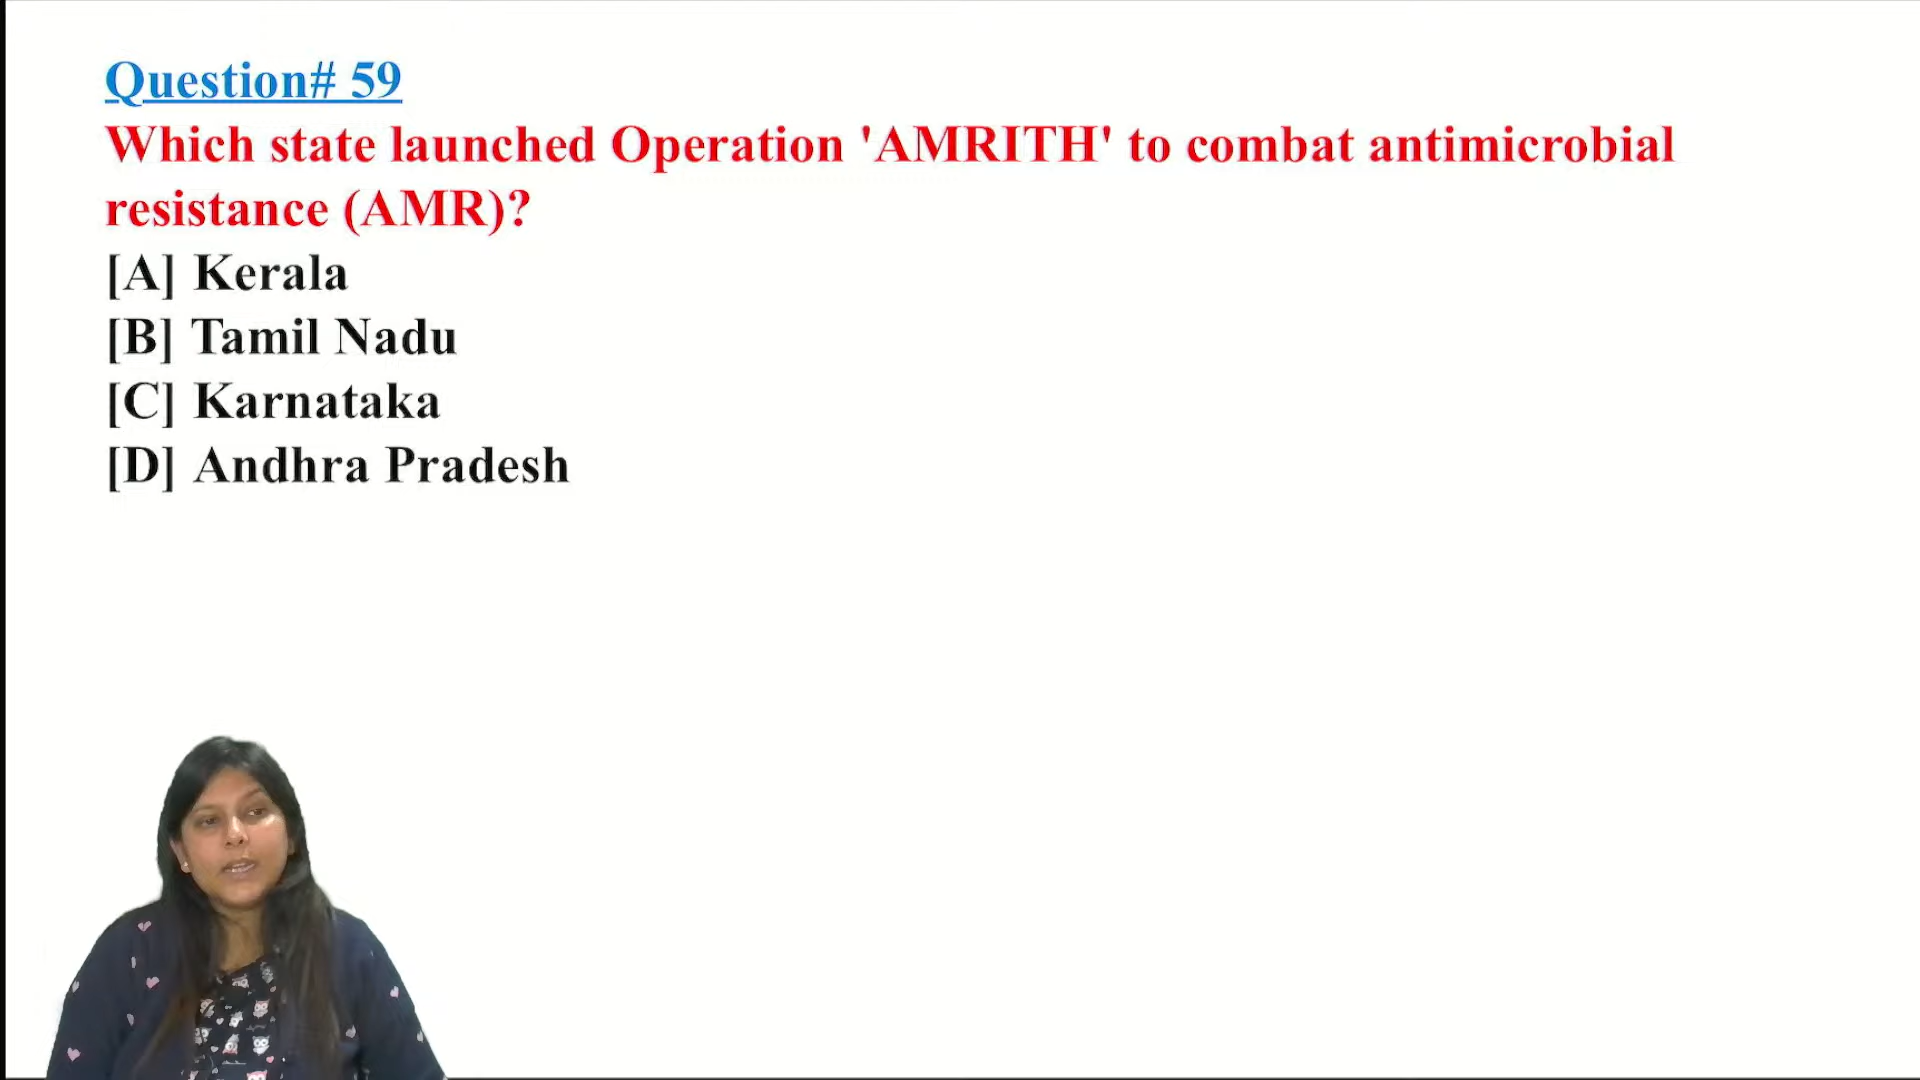 Question# 59
Which state launched Operation 'AMRITH' to combat antimicrobial
resistance (AMR)?
[A] Kerala
[B] Tamil Nadu
[C] Karnataka
[D] Andhra Pradesh